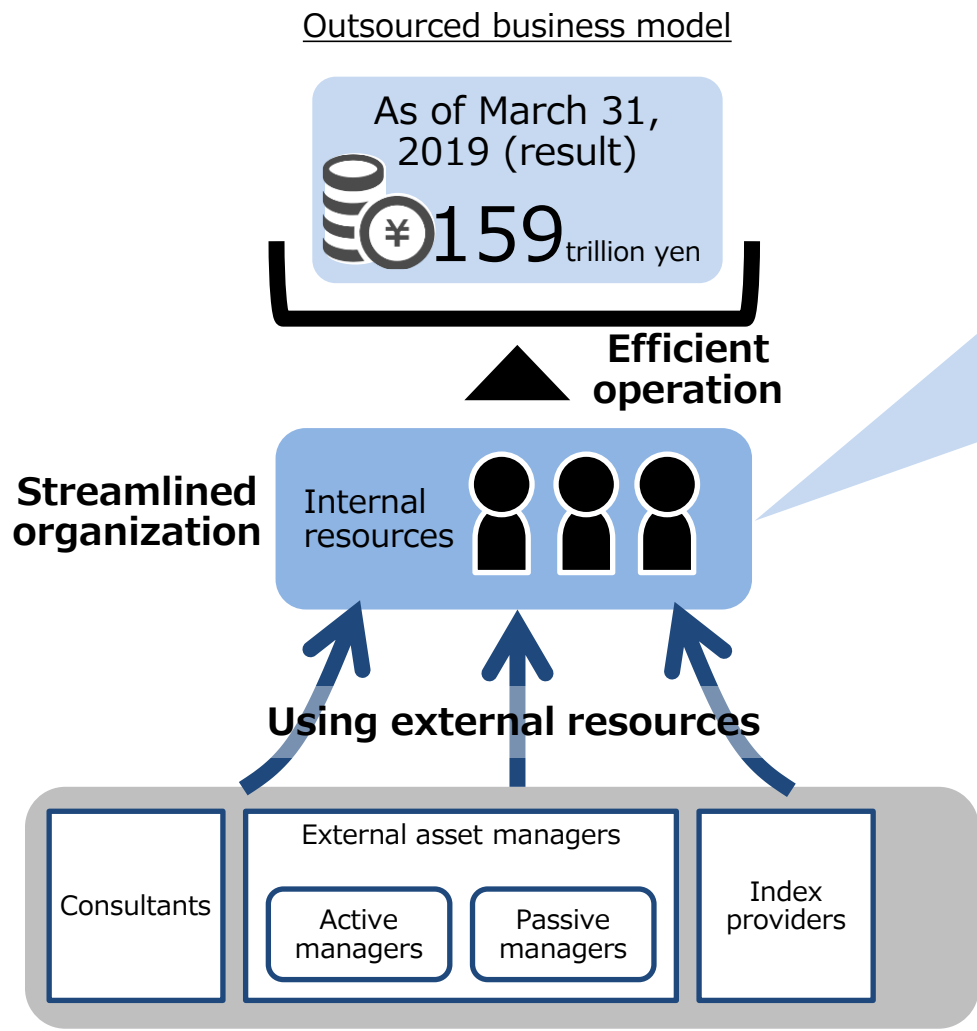 Outsourced business model
As of March 31,
2019 (result)
¥
159 trillion yen
Efficient
operation
Streamlined
organization
Internal
resources
Using external resources
Consultants
External asset managers
Active
managers
Passive
managers
Index
providers